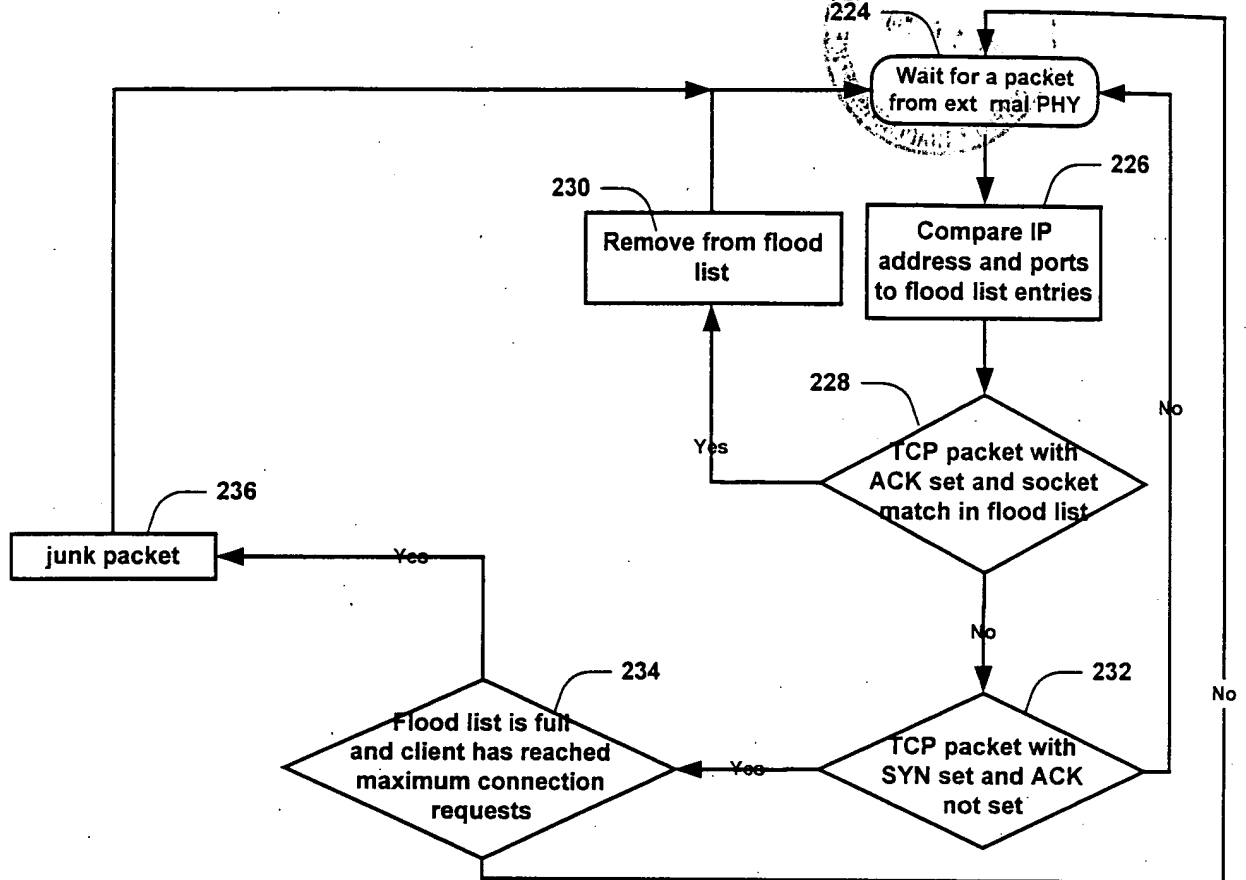 224
Wait for a packet
from ext rnal PHY
226
Compare IP
address and ports
to flood list entries
230
Remove from flood
list
228
TCP packet with
ACK set and socket
match in flood list
Yes
No
No
236
junk packet
Yes
234
Flood list is full
and client has reached
maximum connection
requests
Yes
232
TCP packet with
SYN set and ACK
not set
No